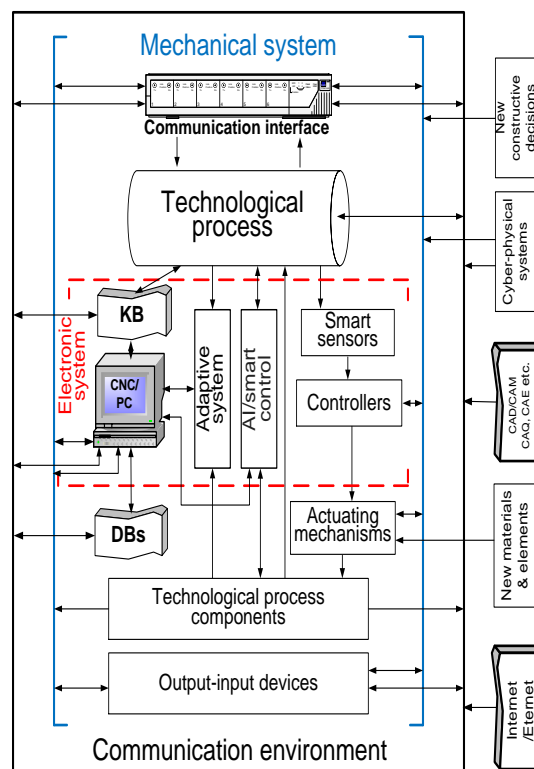 Mechanical system
Communication interface
Technological
process
KB
Electronic
system
CNC/
PC
Adaptive
system
AI/smart
control
Smart
sensors
Controllers
DBs
Actuating
mechanisms
Technological process
components
Output-input devices
Communication environment
New
constructive
decisions
Cyber-physical
systems
CAD/CAM
CAQ, CAE etc.
New materials
& elements
Internet
/Eternet